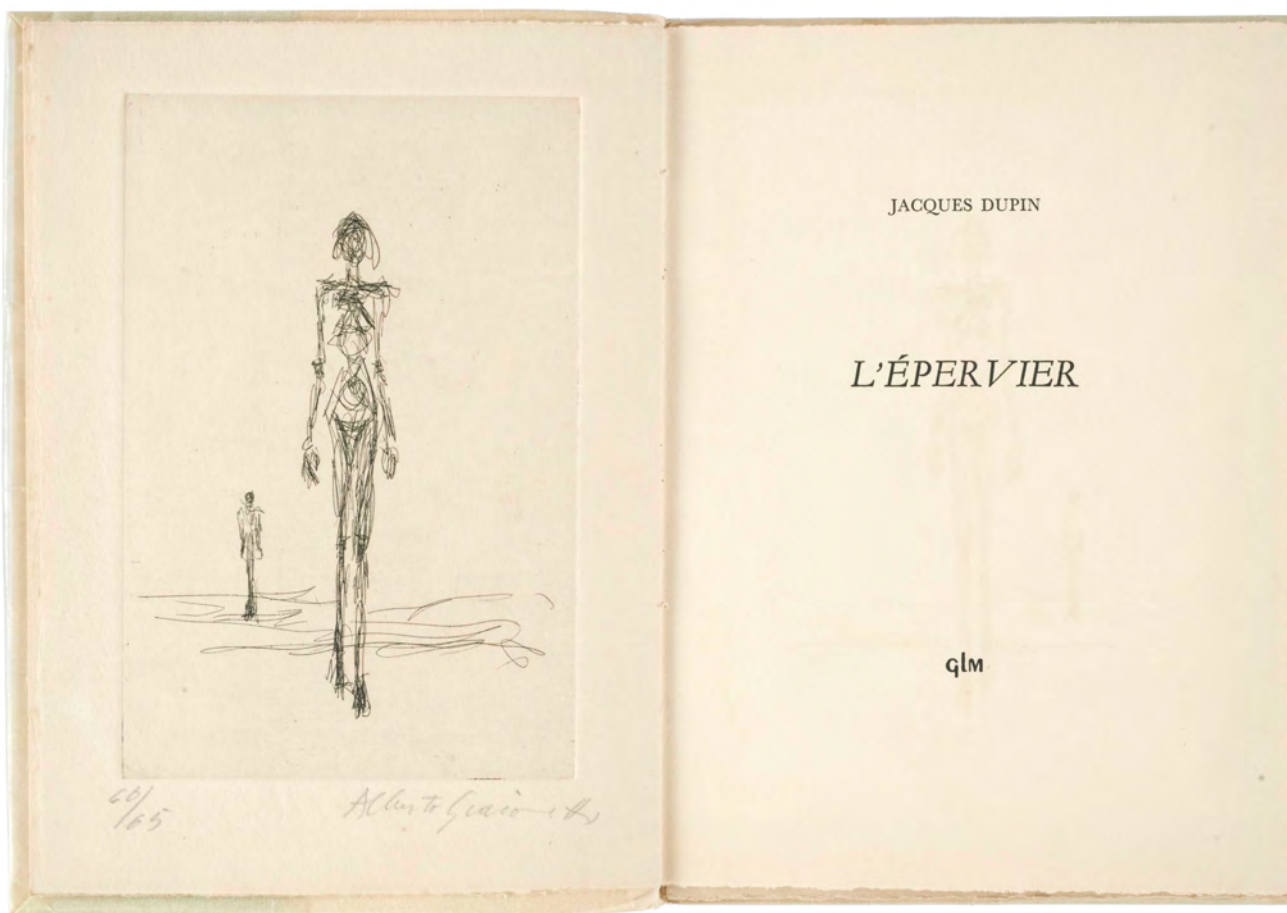 60/
65
Alberto Giacometti
JACQUES DUPIN
L'ÉPERVIER
GLM